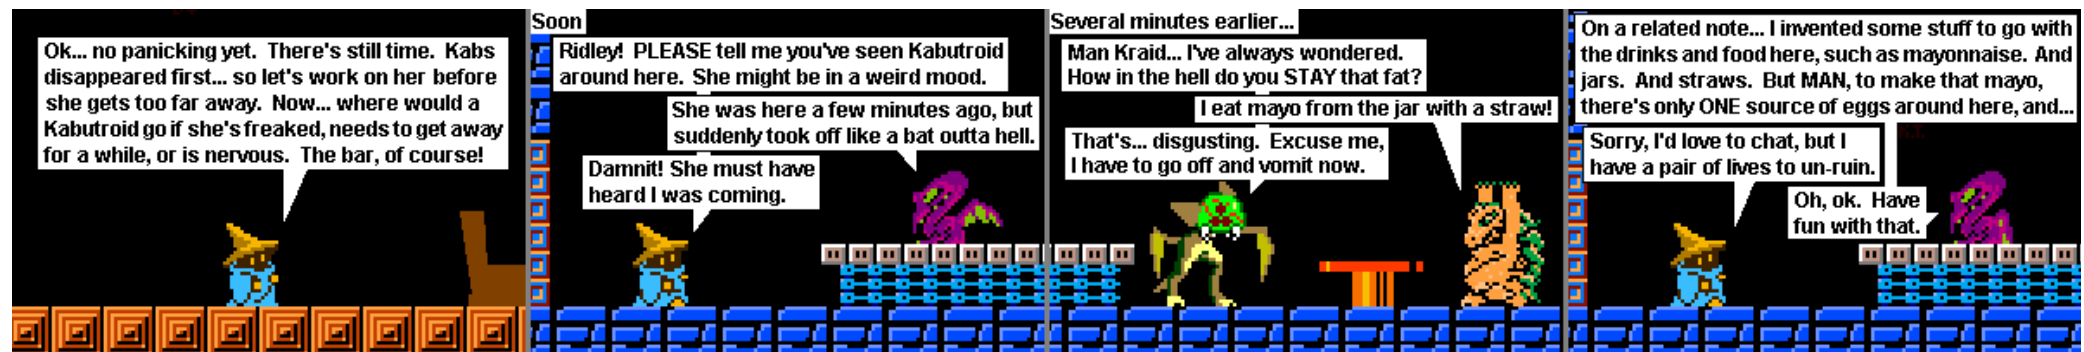 Ok... no panicking yet.  There's still time.  Kabs
disappeared first... so let's work on her before
she gets too far away.  Now... where would a
Kabutroid go if she's freaked, needs to get away
for a while, or is nervous.  The bar, of course!
Soon
Ridley!  PLEASE tell me you've seen Kabutroid
around here.  She might be in a weird mood.
She was here a few minutes ago, but
suddenly took off like a bat outta hell.
Damnit! She must have
heard I was coming.
Several minutes earlier...
Man Kraid... I've always wondered.
How in the hell do you STAY that fat?
I eat mayo from the jar with a straw!
That's... disgusting.  Excuse me,
I have to go off and vomit now.
On a related note... I invented some stuff to go with
the drinks and food here, such as mayonnaise. And
jars.  And straws.  But MAN, to make that mayo,
there's only ONE source of eggs around here, and...
Sorry, I'd love to chat, but I
have a pair of lives to un-ruin.
Oh, ok.  Have
fun with that.